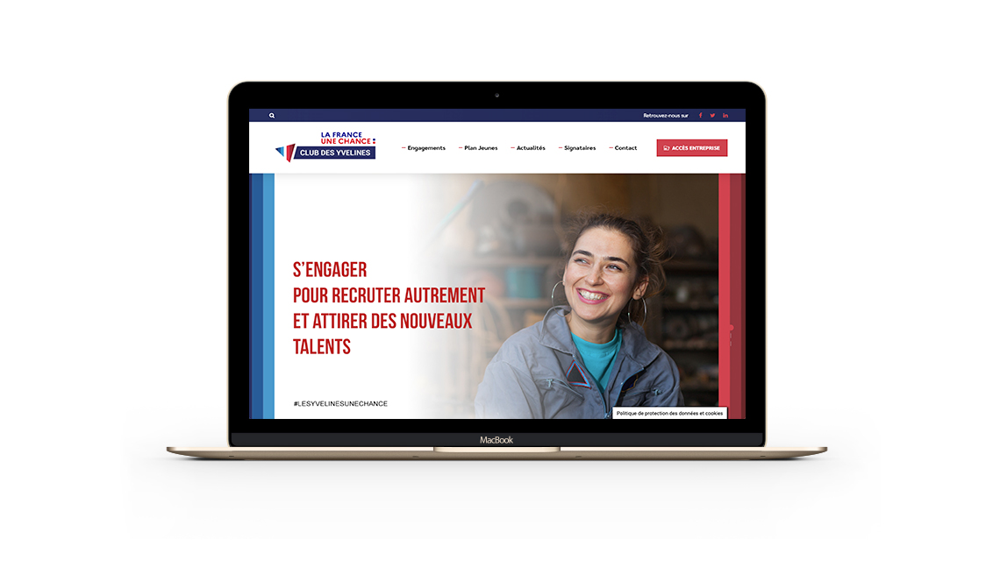 Retrouvez-nous sur
LA FRANCE
UNE CHANCE
CLUB DES YVELINES
Engagements
Plan Jeunes
Actualités
Signataires
Contact
ACCÈS ENTREPRISE
S'ENGAGER
POUR RECRUTER AUTREMENT
ET ATTIRER DES NOUVEAUX
TALENTS
#LESYVELINESUNECHANCE
Politique de protection des données et cookies
MacBook